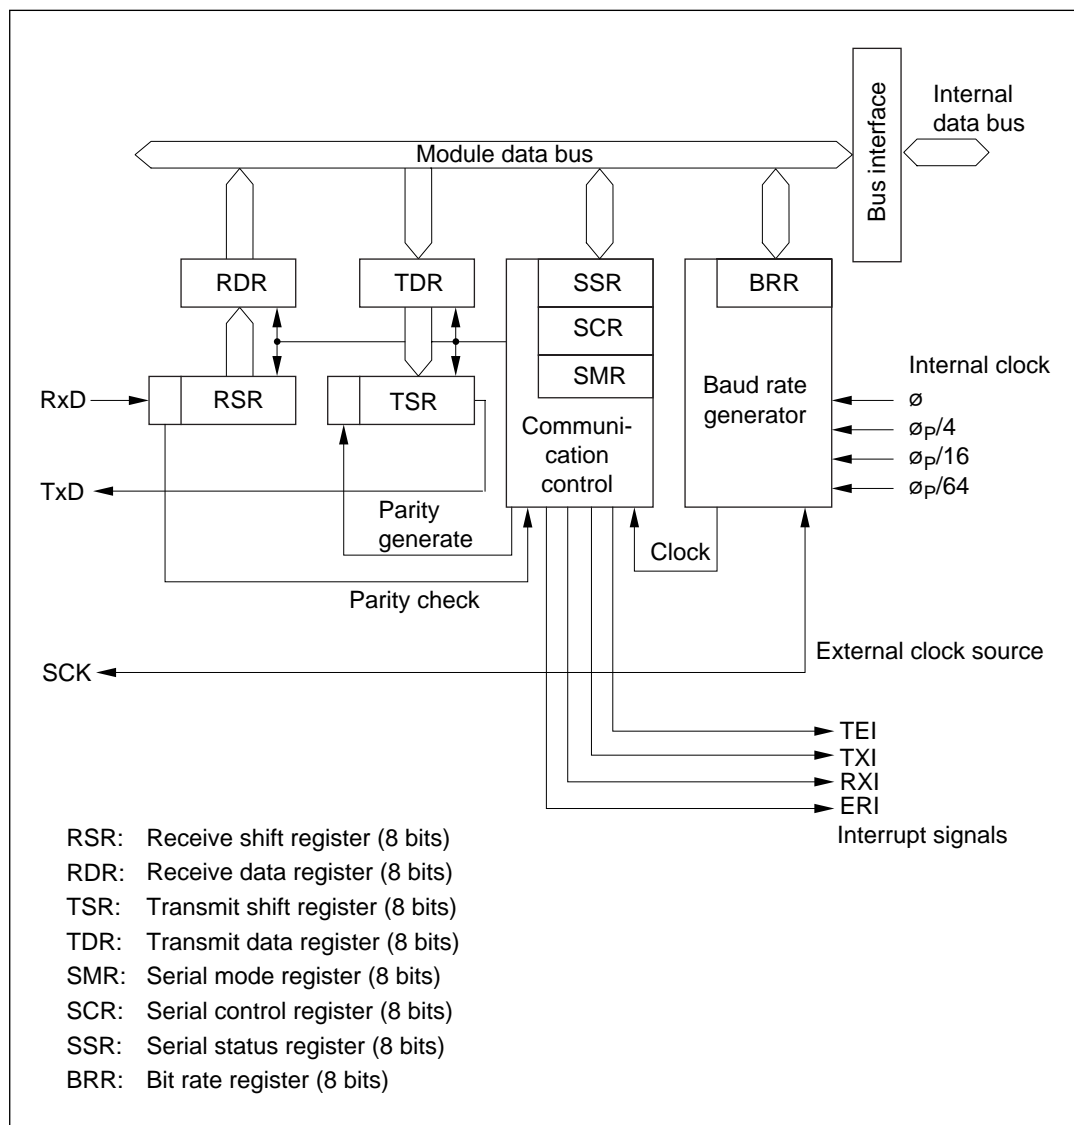 Internal
data bus
Bus interface
Module data bus
RDR
TDR
SSR
BRR
SCR
SMR
RxD
RSR
TSR
Baud rate
generator
Internal clock
ø
øP/4
øP/16
øP/64
Communi-
cation
control
TxD
Parity
generate
Clock
Parity check
External clock source
SCK
TEI
TXI
RXI
ERI
Interrupt signals
RSR: Receive shift register (8 bits)
RDR: Receive data register (8 bits)
TSR: Transmit shift register (8 bits)
TDR: Transmit data register (8 bits)
SMR: Serial mode register (8 bits)
SCR: Serial control register (8 bits)
SSR: Serial status register (8 bits)
BRR: Bit rate register (8 bits)